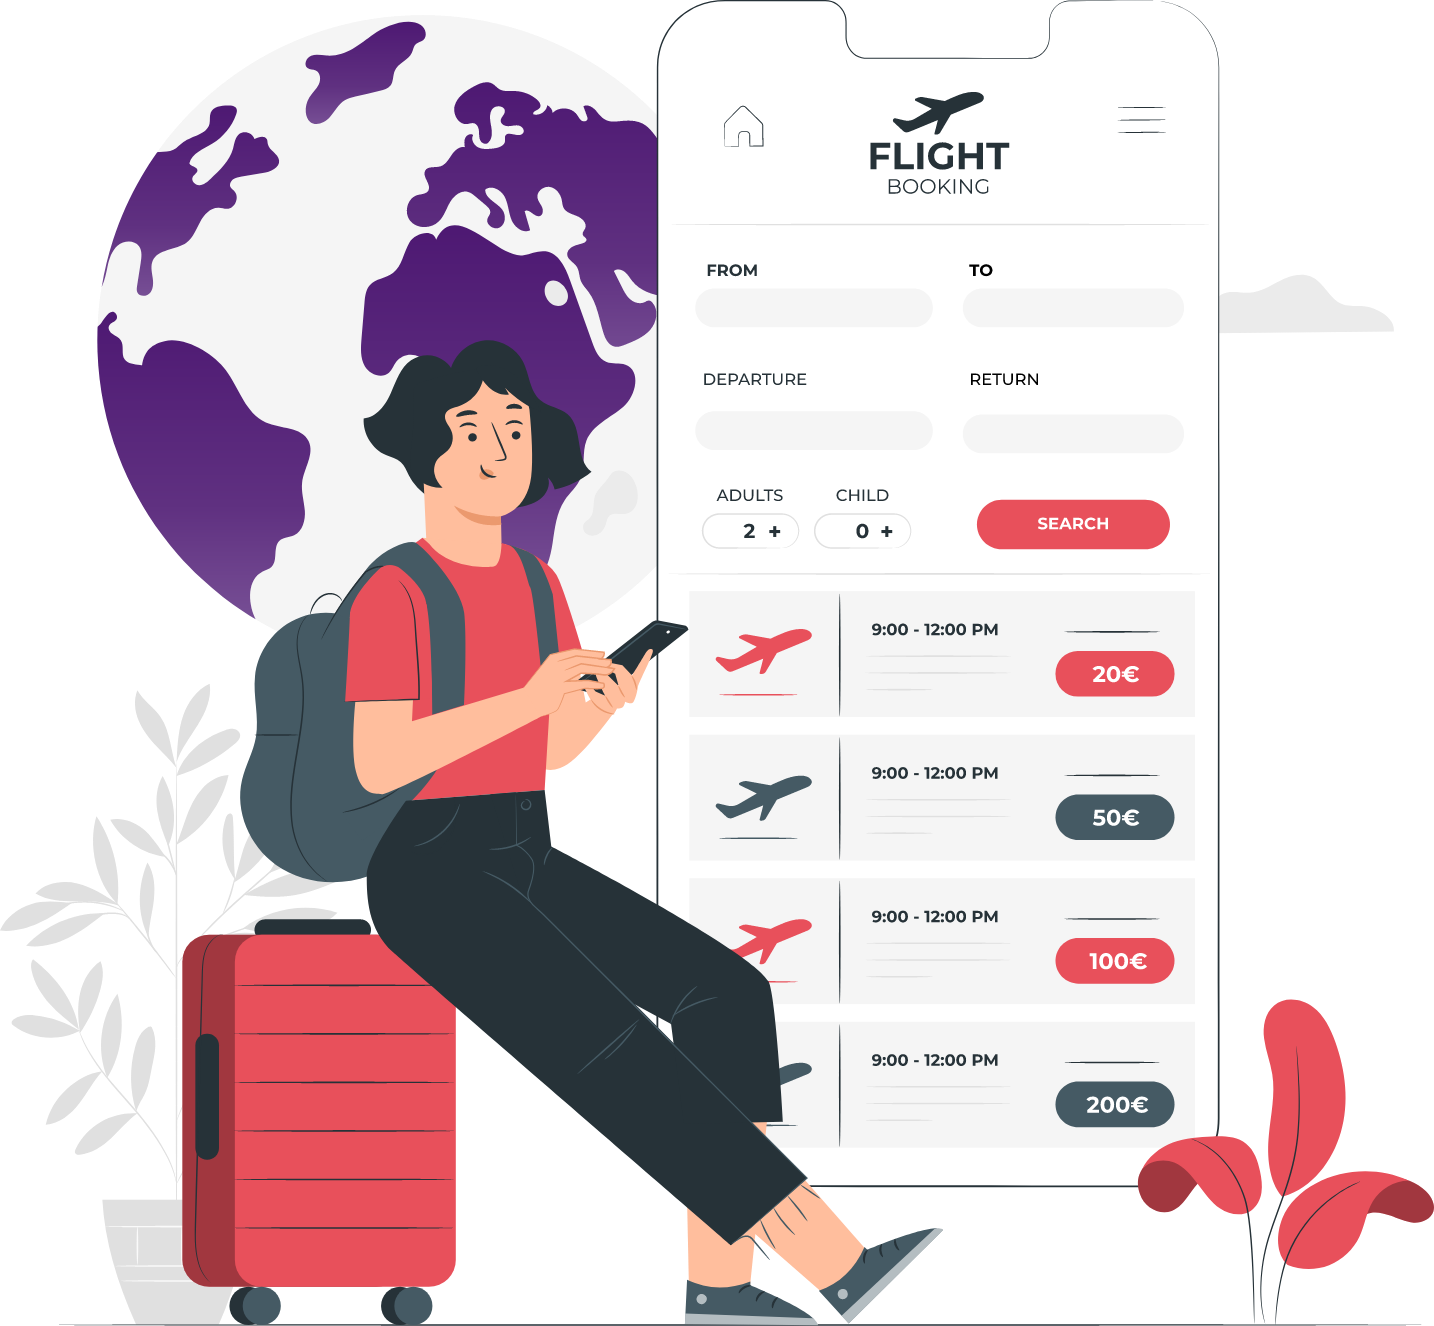 FLIGHT
BOOKING
FROM TO
DEPARTURE RETURN
ADULTS CHILD
2 + 0 + SEARCH
9:00 - 12:00 PM
20€
9:00 - 12:00 PM
50€
9:00 - 12:00 PM
100€
9:00 - 12:00 PM
200€